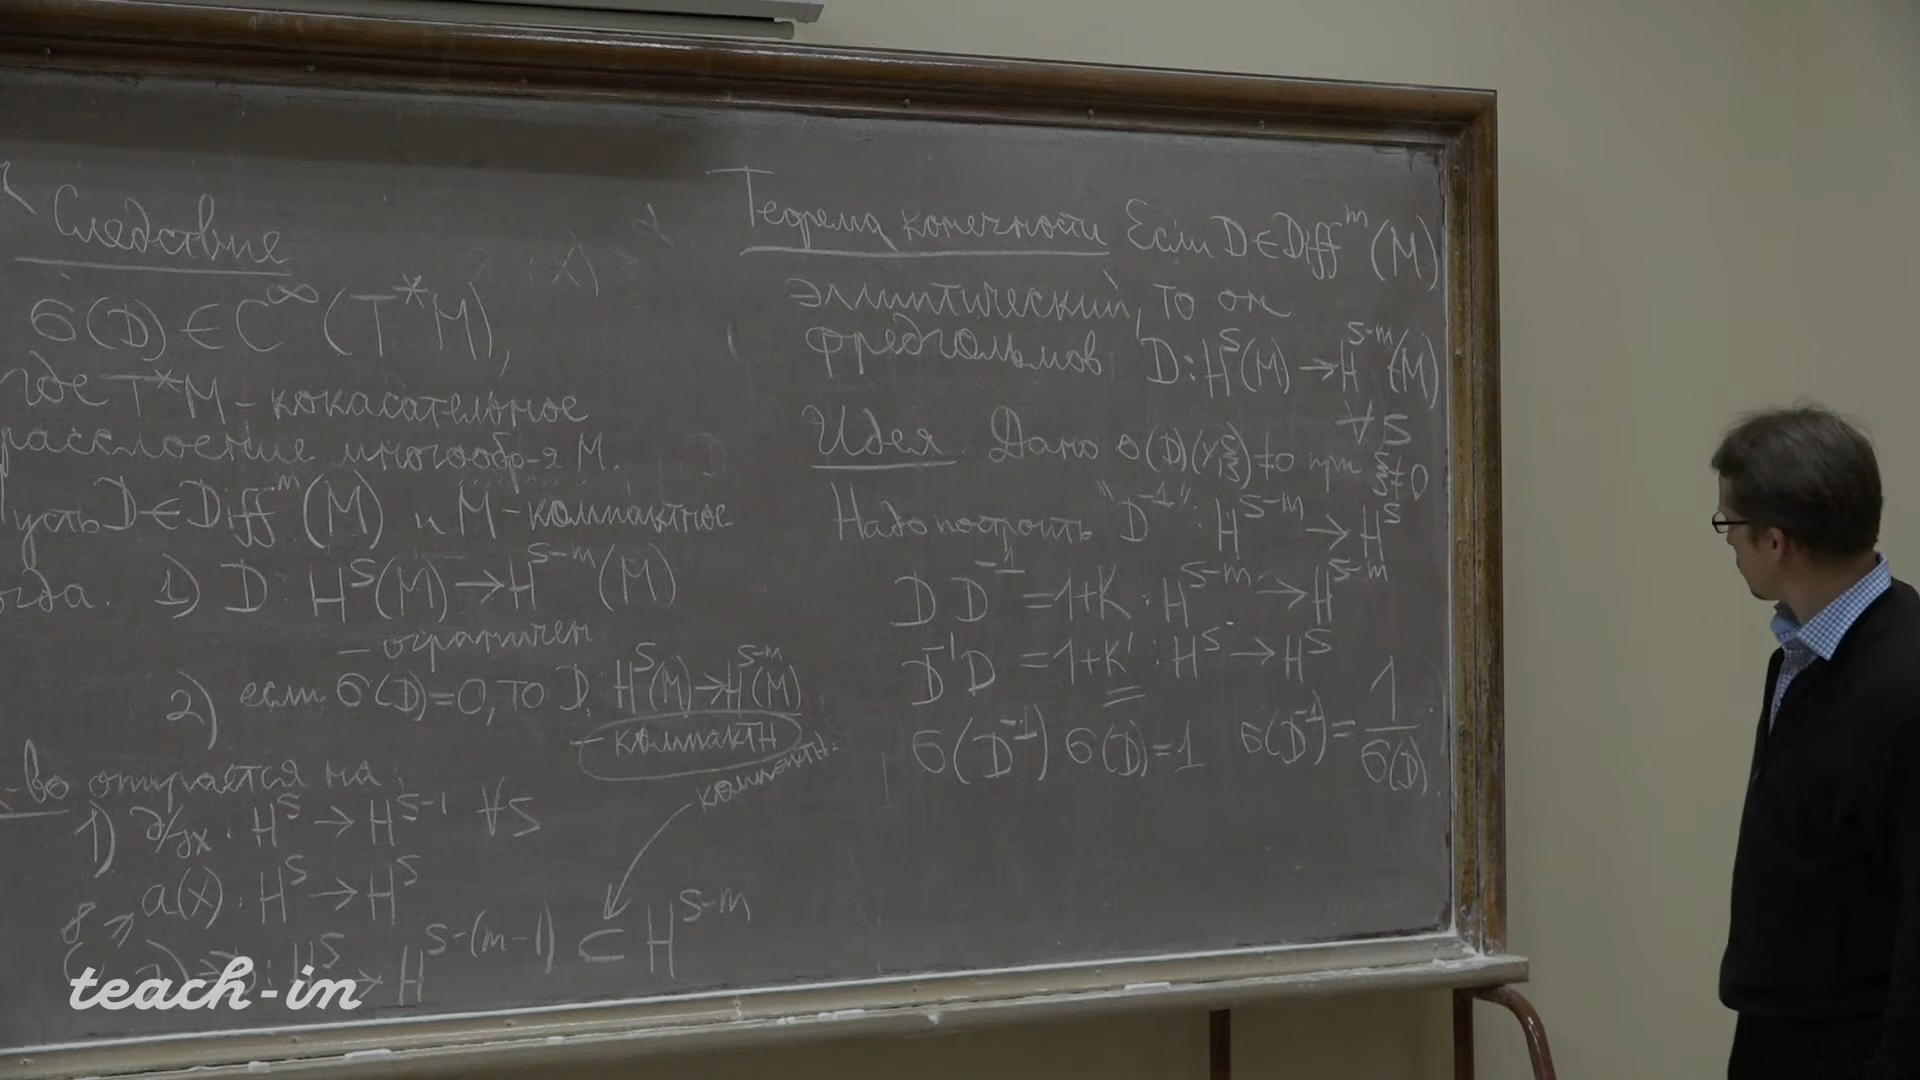 Следствие
σ(D) ∈ C^∞(T*M),
где T*M - кокасательное
расслоение многообр-я M.
Пусть D ∈ Diff^m(M) и M - компактное
1) D: H^s(M) → H^{s-m}(M)
- ограничен
2) если σ(D)=0, то D: H^s(M) → H^{s-m}(M)
- компактн
компактн.
-во опирается на:
1) ∂/∂x: H^s → H^{s-1} ∀s
a(x): H^s → H^s
2) ⇒ D: H^s → H^{s-(m-1)} ⊂ H^{s-m}
Теорема конечности Если D ∈ Diff^m(M)
эллиптический, то он
фредгольмов D: H^s(M) → H^{s-m}(M)
∀s
Идея. Дано σ(D)(x,ξ) ≠ 0 при ξ≠0
Надо построить "D^{-1}": H^{s-m} → H^s
D D^{-1} = 1+K: H^{s-m} → H^{s-m}
D^{-1} D = 1+K': H^s → H^s
σ(D^{-1}) σ(D) = 1 σ(D^{-1}) = 1/σ(D)
teach-in